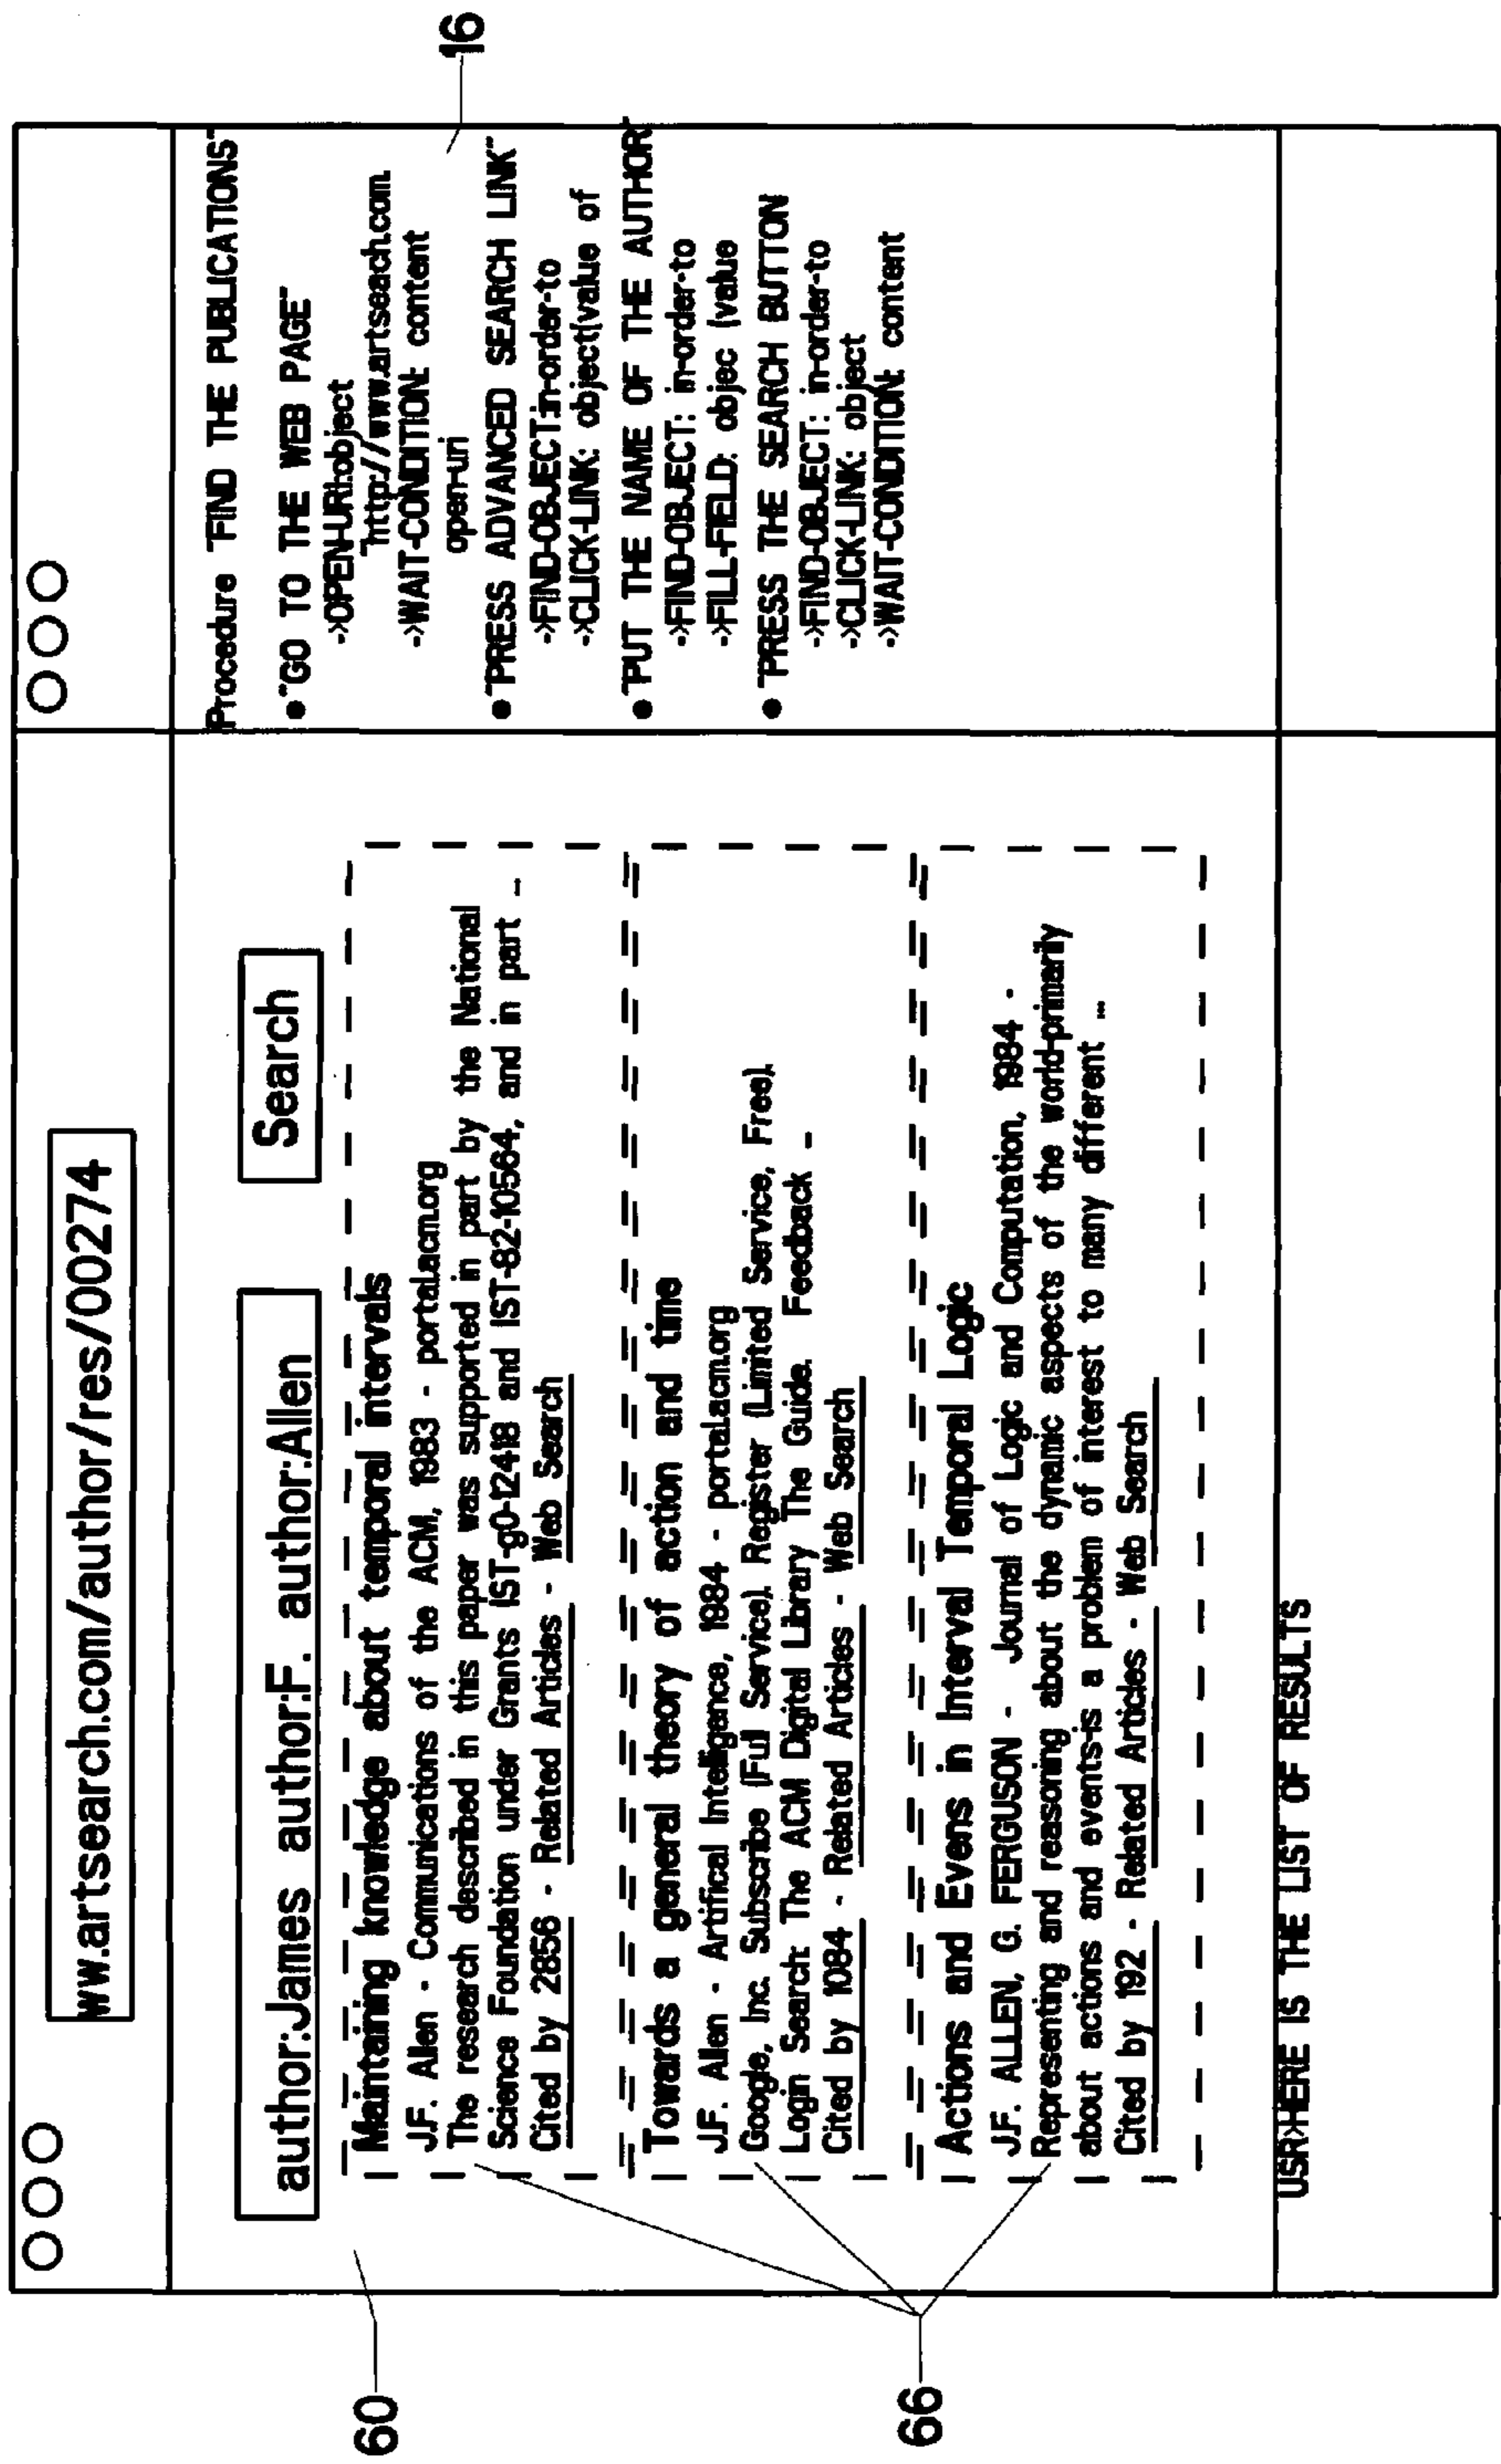 ww.artsearch.com/author/res/00274
author:James author:F. author:Allen
Search
Maintaining knowledge about temporal intervals
J.F. Allen - Communications of the ACM, 1983 - portal.acm.org
The research described in this paper was supported in part by the National
Science Foundation under Grants IST-g0-12418 and IST-82-10564, and in part ...
Cited by 2856 - Related Articles - Web Search
Towards a general theory of action and time
J.F. Allen - Artifical Intelligence, 1984 - portal.acm.org
Google, Inc. Subscribe (Full Service). Register (Limited Service, Free).
Login Search: The ACM Digital Library The Guide. Feedback ...
Cited by 1084 - Related Articles - Web Search
Actions and Evens in Interval Temporal Logic
J.F. ALLEN, G. FERGUSON - Journal of Logic and Computation, 1984 -
Representing and reasoning about the dynamic aspects of the world-primarily
about actions and events-is a problem of interest to many different ...
Cited by 192 - Related Articles - Web Search
USR>HERE IS THE LIST OF RESULTS
Procedure "FIND THE PUBLICATIONS"
• "GO TO THE WEB PAGE"
->OPEN-URI:object
"http://www.artseach.com.
->WAIT-CONDITION: content
open-uri
• "PRESS ADVANCED SEARCH LINK"
->FIND-OBJECT:in-order-to
->CLICK-LINK: object(value of
• "PUT THE NAME OF THE AUTHOR"
->FIND-OBJECT: in-order-to
->FILL-FIELD: objec (value
• "PRESS THE SEARCH BUTTON
->FIND-OBJECT: in-order-to
->CLICK-LINK: object
->WAIT-CONDITION: content
60
66
16